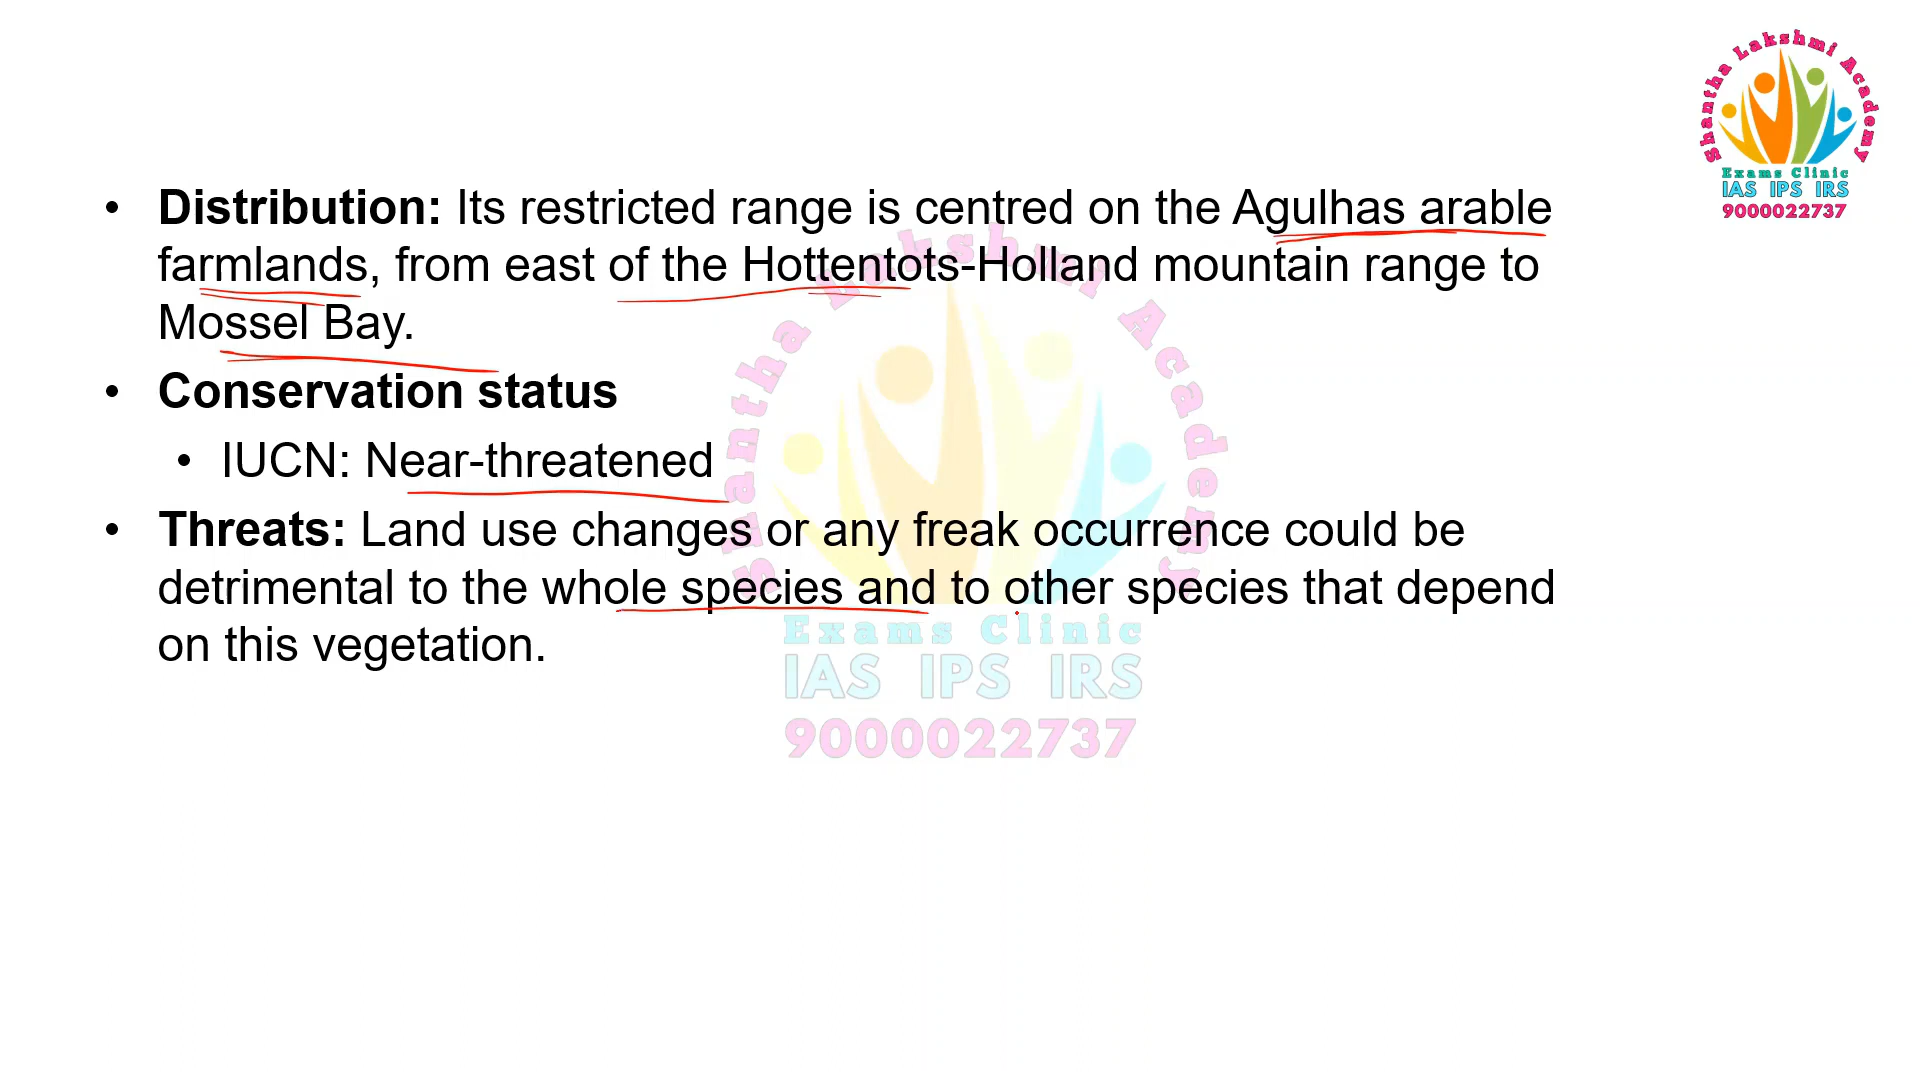 Shantha Lakshmi Academy
Exams Clinic
IAS IPS IRS
9000022737
• Distribution: Its restricted range is centred on the Agulhas arable
farmlands, from east of the Hottentots-Holland mountain range to
Mossel Bay.
• Conservation status
• IUCN: Near-threatened
• Threats: Land use changes or any freak occurrence could be
detrimental to the whole species and to other species that depend
on this vegetation.
Shantha Lakshmi Academy
Exams Clinic
IAS IPS IRS
9000022737